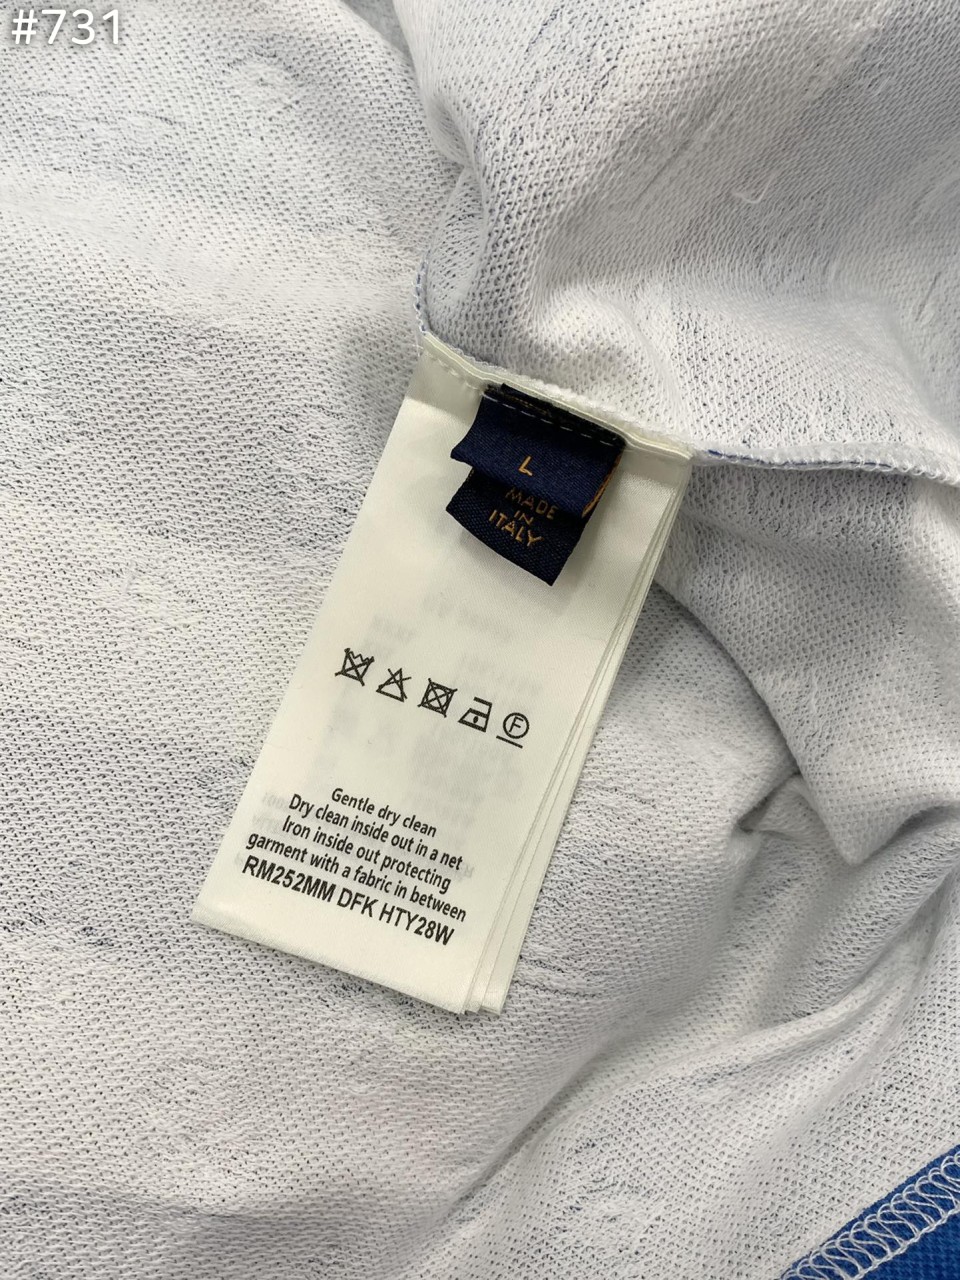 #731
L
MADE
IN
ITALY
F
Gentle dry clean
Dry clean inside out in a net
Iron inside out protecting
garment with a fabric in between
RM252MM DFK HTY28W